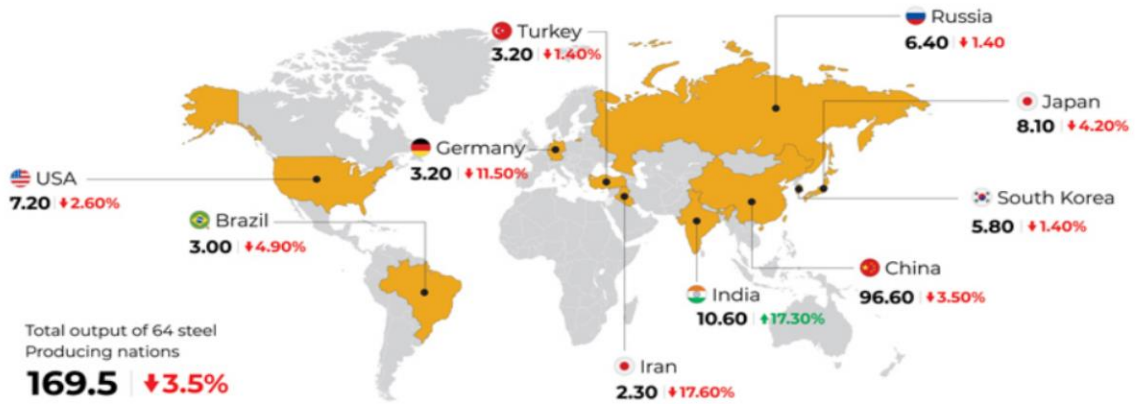 Turkey
3.20 ↓1.40%
Russia
6.40 ↓1.40
Japan
8.10 ↓4.20%
Germany
3.20 ↓11.50%
USA
7.20 ↓2.60%
South Korea
5.80 ↓1.40%
Brazil
3.00 ↓4.90%
China
96.60 ↓3.50%
India
10.60 ↑17.30%
Total output of 64 steel
Producing nations
169.5 ↓3.5%
Iran
2.30 ↓17.60%